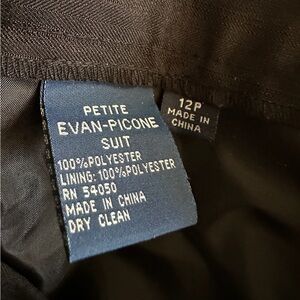 PETITE
EVAN-PICONE
SUIT
100%POLYESTER
LINING: 100%POLYESTER
RN 54050
MADE IN CHINA
DRY CLEAN
12P
MADE IN
CHINA